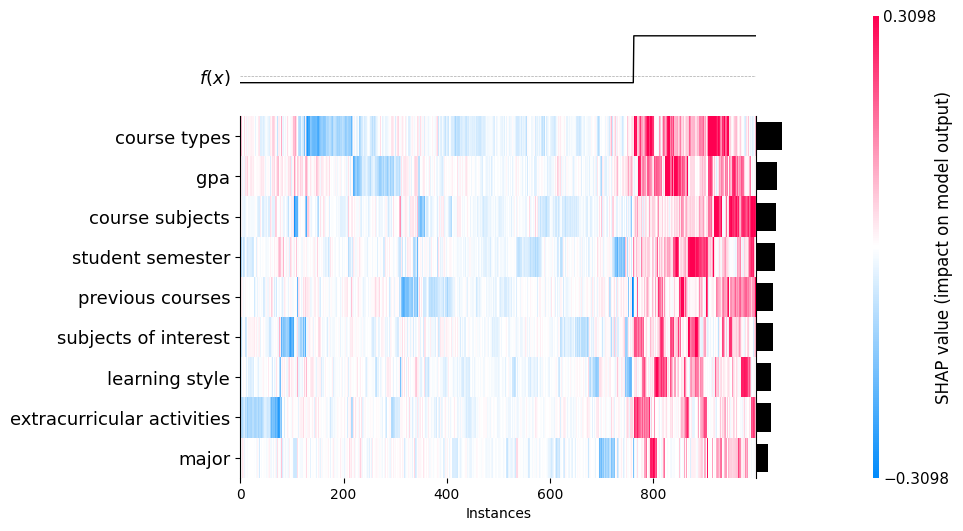 0.3098
f(x)
course types
gpa
course subjects
student semester
previous courses
subjects of interest
learning style
extracurricular activities
major
0 200 400 600 800
Instances
−0.3098
SHAP value (impact on model output)